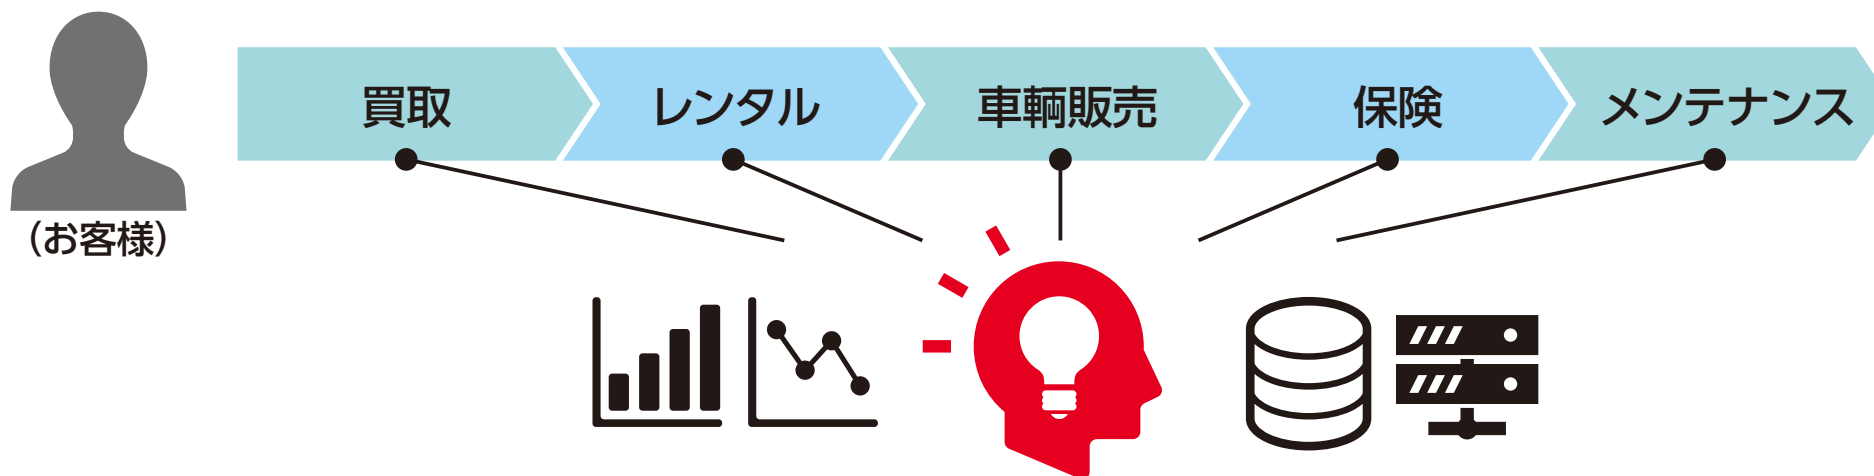 買取
レンタル
車輌販売
保険
メンテナンス
(お客様)